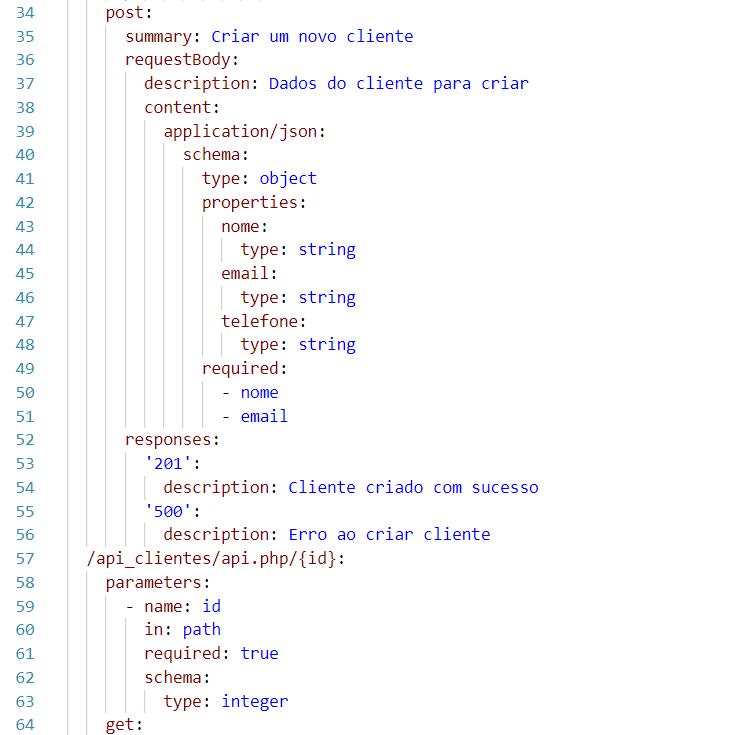 34 post:
35 summary: Criar um novo cliente
36 requestBody:
37 description: Dados do cliente para criar
38 content:
39 application/json:
40 schema:
41 type: object
42 properties:
43 nome:
44 type: string
45 email:
46 type: string
47 telefone:
48 type: string
49 required:
50 - nome
51 - email
52 responses:
53 '201':
54 description: Cliente criado com sucesso
55 '500':
56 description: Erro ao criar cliente
57 /api_clientes/api.php/{id}:
58 parameters:
59 - name: id
60 in: path
61 required: true
62 schema:
63 type: integer
64 get: